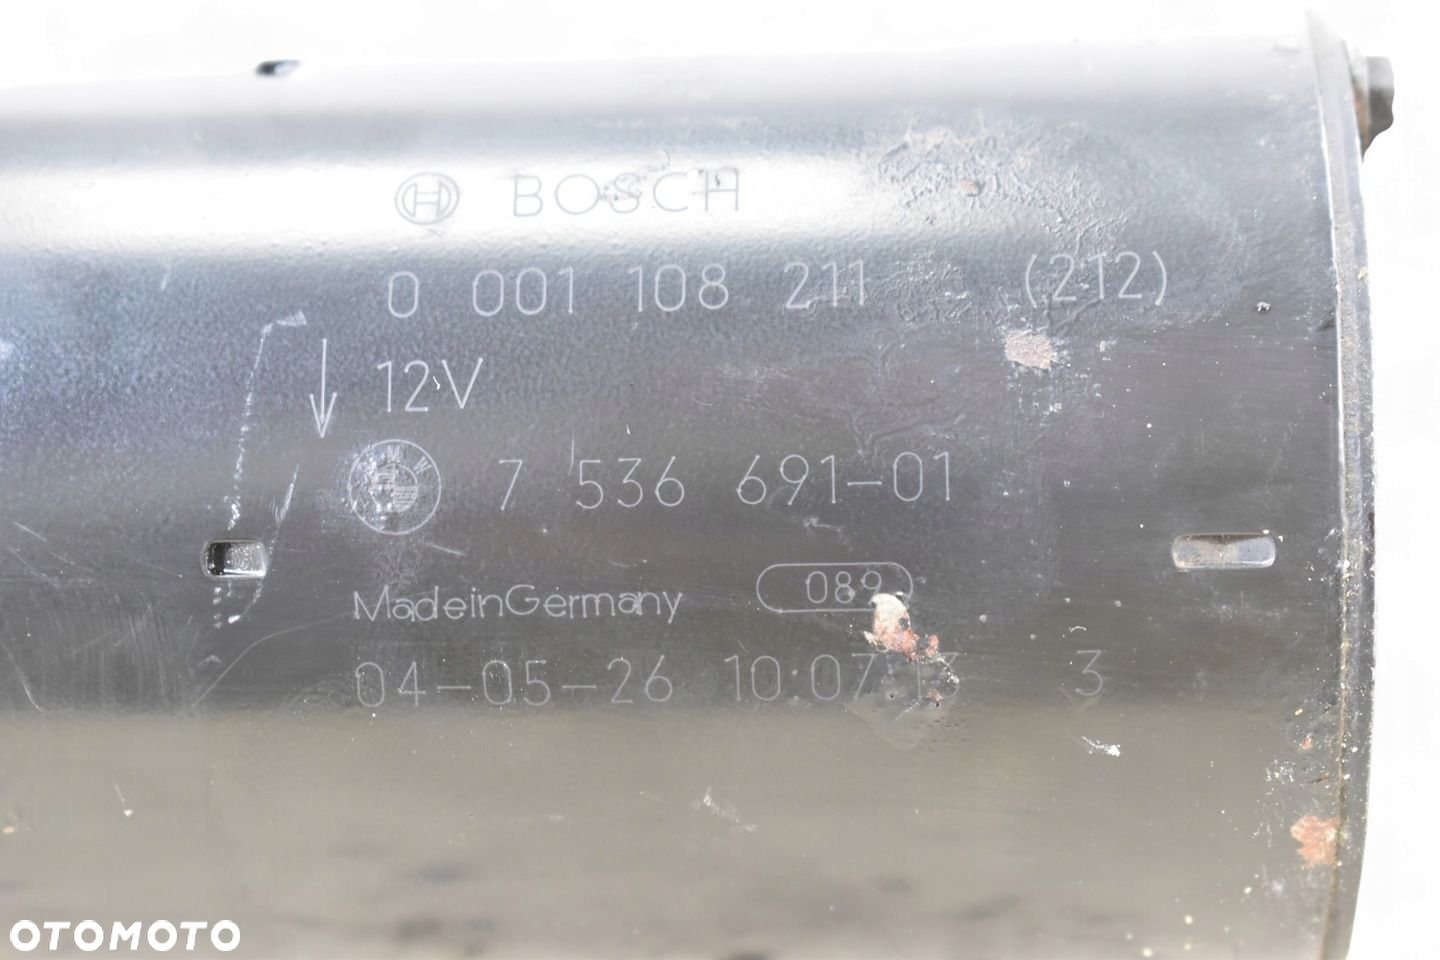 BOSCH
0 001 108 211 (212)
12V
BMW 7 536 691-01
MadeinGermany 089
04-05-26 10:07 3
OTOMOTO